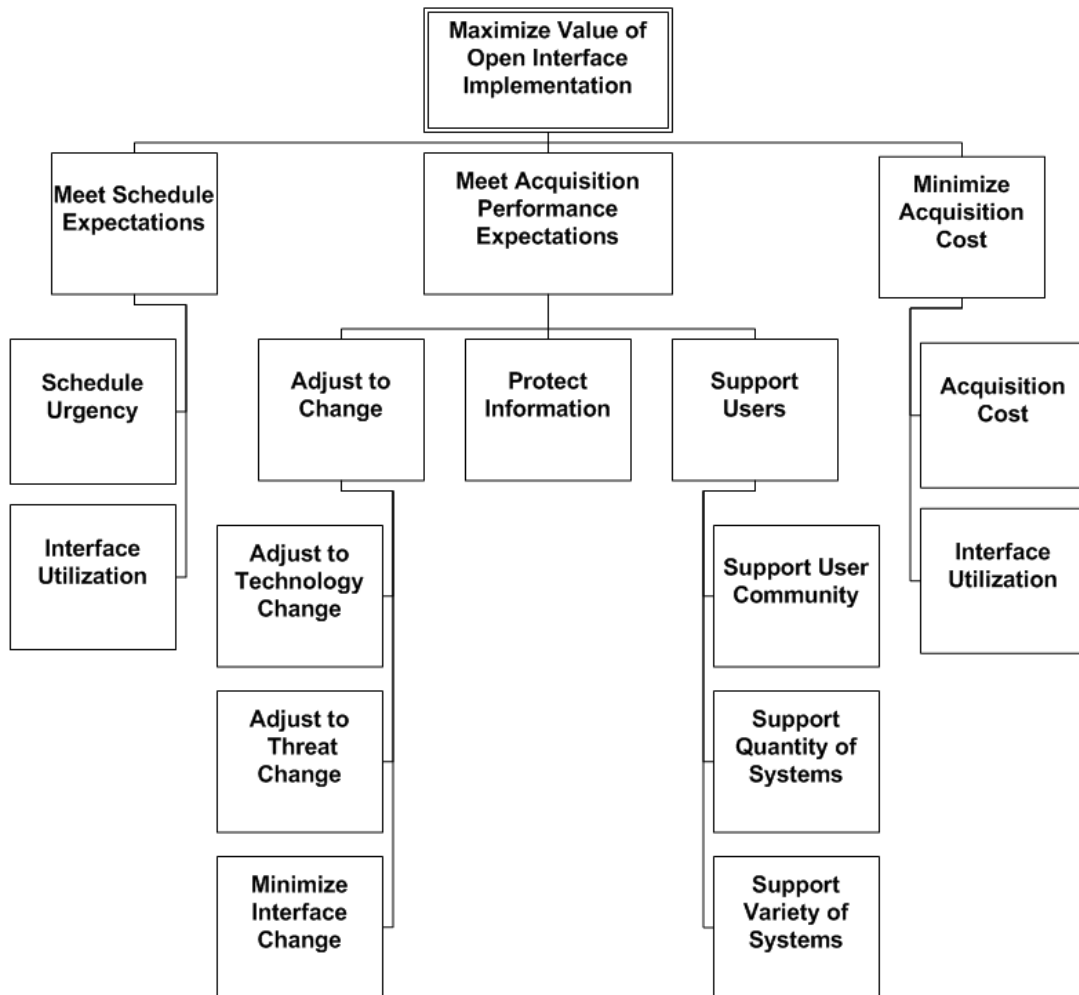 Maximize Value of
Open Interface
Implementation
Meet Schedule
Expectations
Meet Acquisition
Performance
Expectations
Minimize
Acquisition
Cost
Schedule
Urgency
Interface
Utilization
Adjust to
Change
Protect
Information
Support
Users
Acquisition
Cost
Interface
Utilization
Adjust to
Technology
Change
Adjust to
Threat
Change
Minimize
Interface
Change
Support User
Community
Support
Quantity of
Systems
Support
Variety of
Systems